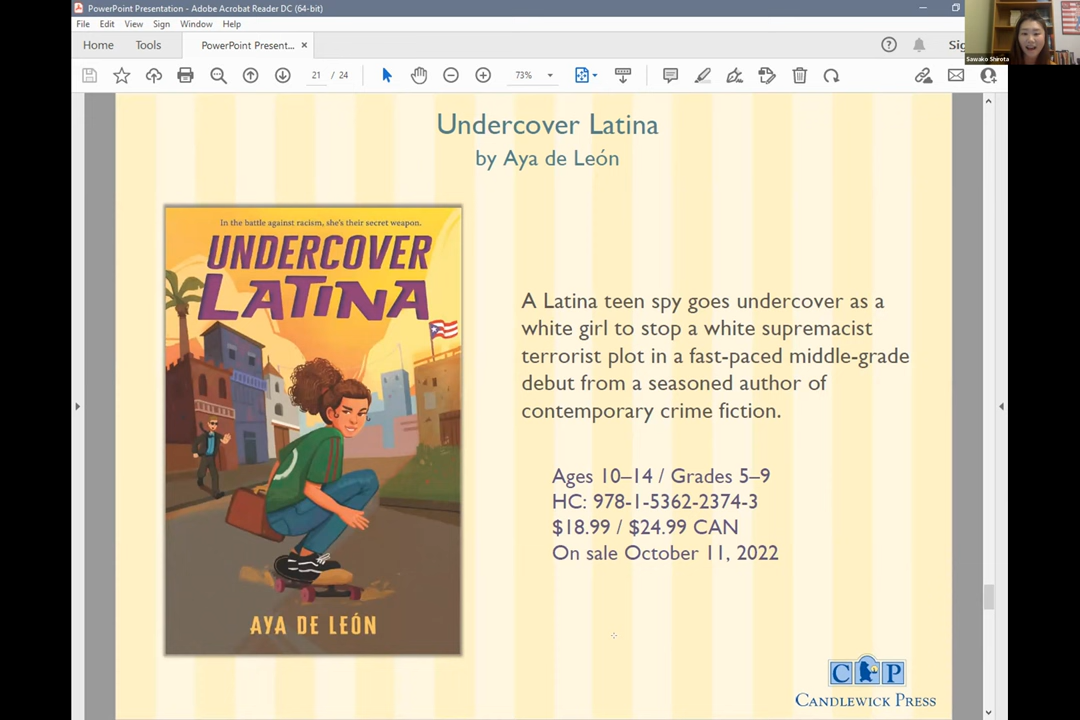 PowerPoint Presentation - Adobe Acrobat Reader DC (64-bit)
File Edit View Sign Window Help
Home Tools PowerPoint Present... ×
21 / 24
73%
Sawako Shirota
Undercover Latina
by Aya de León
In the battle against racism, she's their secret weapon.
UNDERCOVER
LATINA
AYA DE LEÓN
A Latina teen spy goes undercover as a
white girl to stop a white supremacist
terrorist plot in a fast-paced middle-grade
debut from a seasoned author of
contemporary crime fiction.
Ages 10–14 / Grades 5–9
HC: 978-1-5362-2374-3
$18.99 / $24.99 CAN
On sale October 11, 2022
C P
CANDLEWICK PRESS